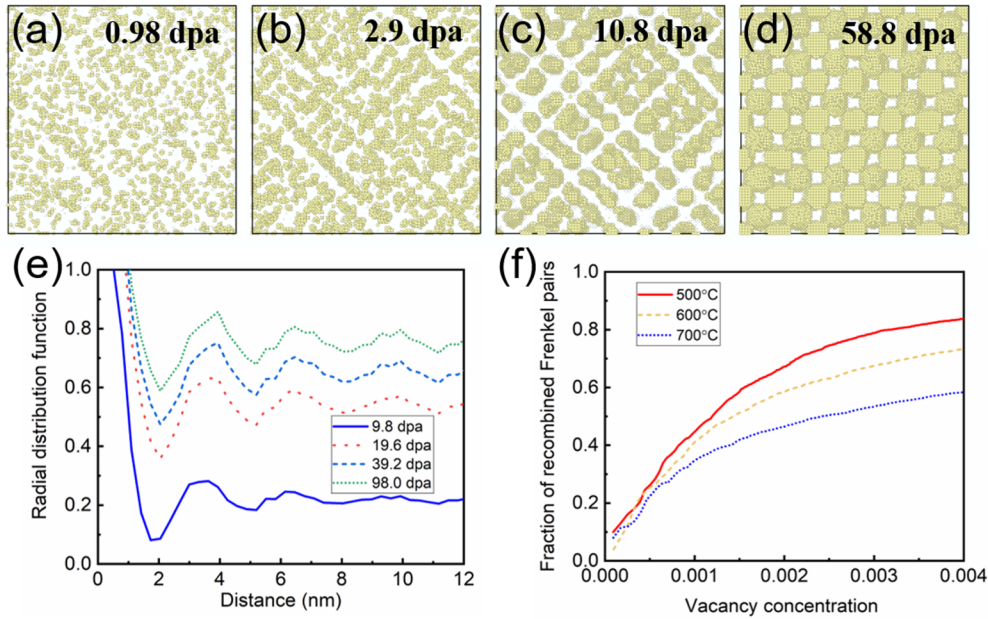 (a) 0.98 dpa
(b) 2.9 dpa
(c) 10.8 dpa
(d) 58.8 dpa
(e)
Radial distribution function
1.0
0.8
0.6
0.4
0.2
0.0
0 2 4 6 8 10 12
Distance (nm)
9.8 dpa
19.6 dpa
39.2 dpa
98.0 dpa
(f)
Fraction of recombined Frenkel pairs
1.0
0.8
0.6
0.4
0.2
0.0
0.000 0.001 0.002 0.003 0.004
Vacancy concentration
500°C
600°C
700°C